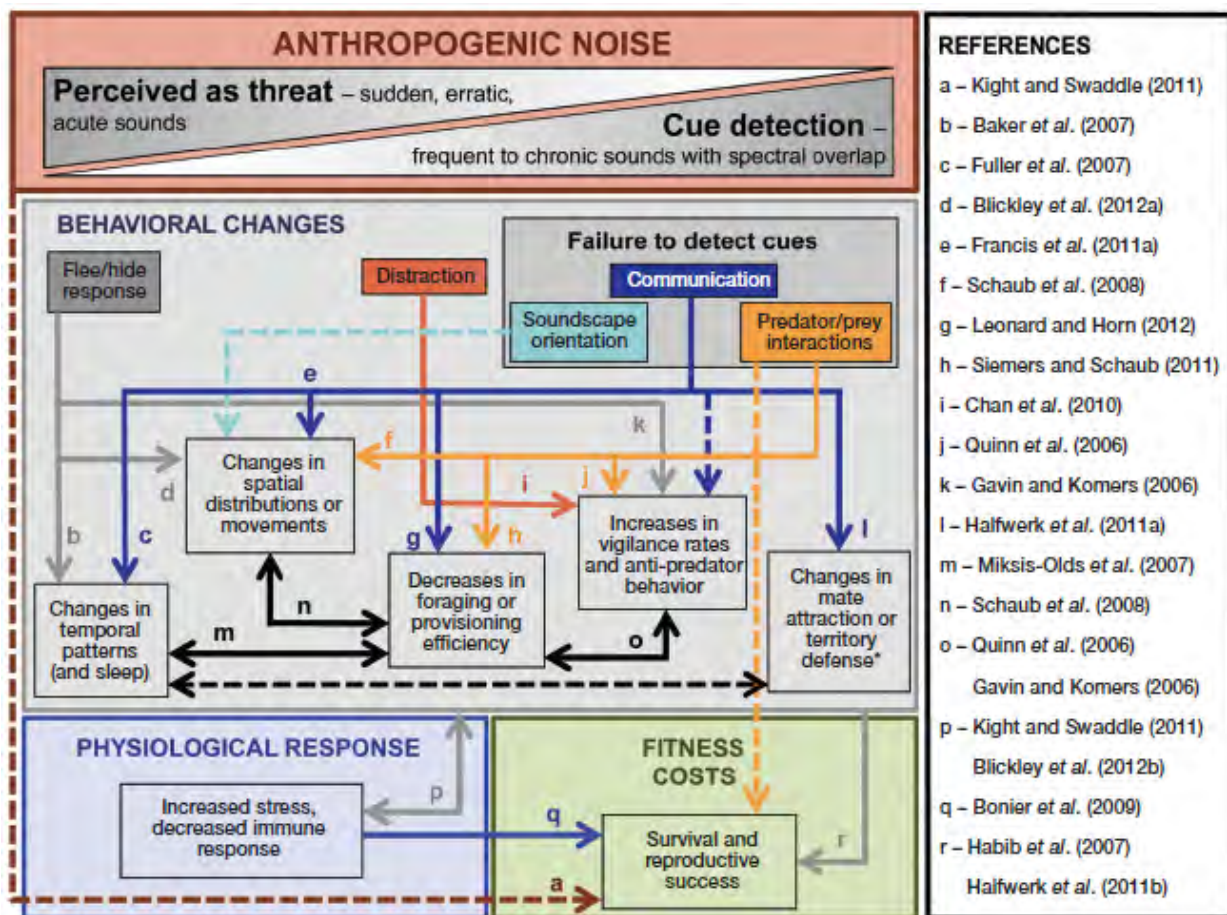 ANTHROPOGENIC NOISE
Perceived as threat – sudden, erratic,
acute sounds
Cue detection –
frequent to chronic sounds with spectral overlap
BEHAVIORAL CHANGES
Flee/hide
response
Distraction
Failure to detect cues
Communication
Soundscape
orientation
Predator/prey
interactions
e
k
f
d
i
j
b
c
g
h
l
Changes in
spatial
distributions or
movements
Increases in
vigilance rates
and anti-predator
behavior
Changes in
temporal
patterns
(and sleep)
Decreases in
foraging or
provisioning
efficiency
Changes in
mate
attraction or
territory
defense*
n
m
o
PHYSIOLOGICAL RESPONSE
Increased stress,
decreased immune
response
p
q
a
FITNESS
COSTS
Survival and
reproductive
success
r
REFERENCES
a – Kight and Swaddle (2011)
b – Baker et al. (2007)
c – Fuller et al. (2007)
d – Blickley et al. (2012a)
e – Francis et al. (2011a)
f – Schaub et al. (2008)
g – Leonard and Horn (2012)
h – Siemers and Schaub (2011)
i – Chan et al. (2010)
j – Quinn et al. (2006)
k – Gavin and Komers (2006)
l – Halfwerk et al. (2011a)
m – Miksis-Olds et al. (2007)
n – Schaub et al. (2008)
o – Quinn et al. (2006)
Gavin and Komers (2006)
p – Kight and Swaddle (2011)
Blickley et al. (2012b)
q – Bonier et al. (2009)
r – Habib et al. (2007)
Halfwerk et al. (2011b)